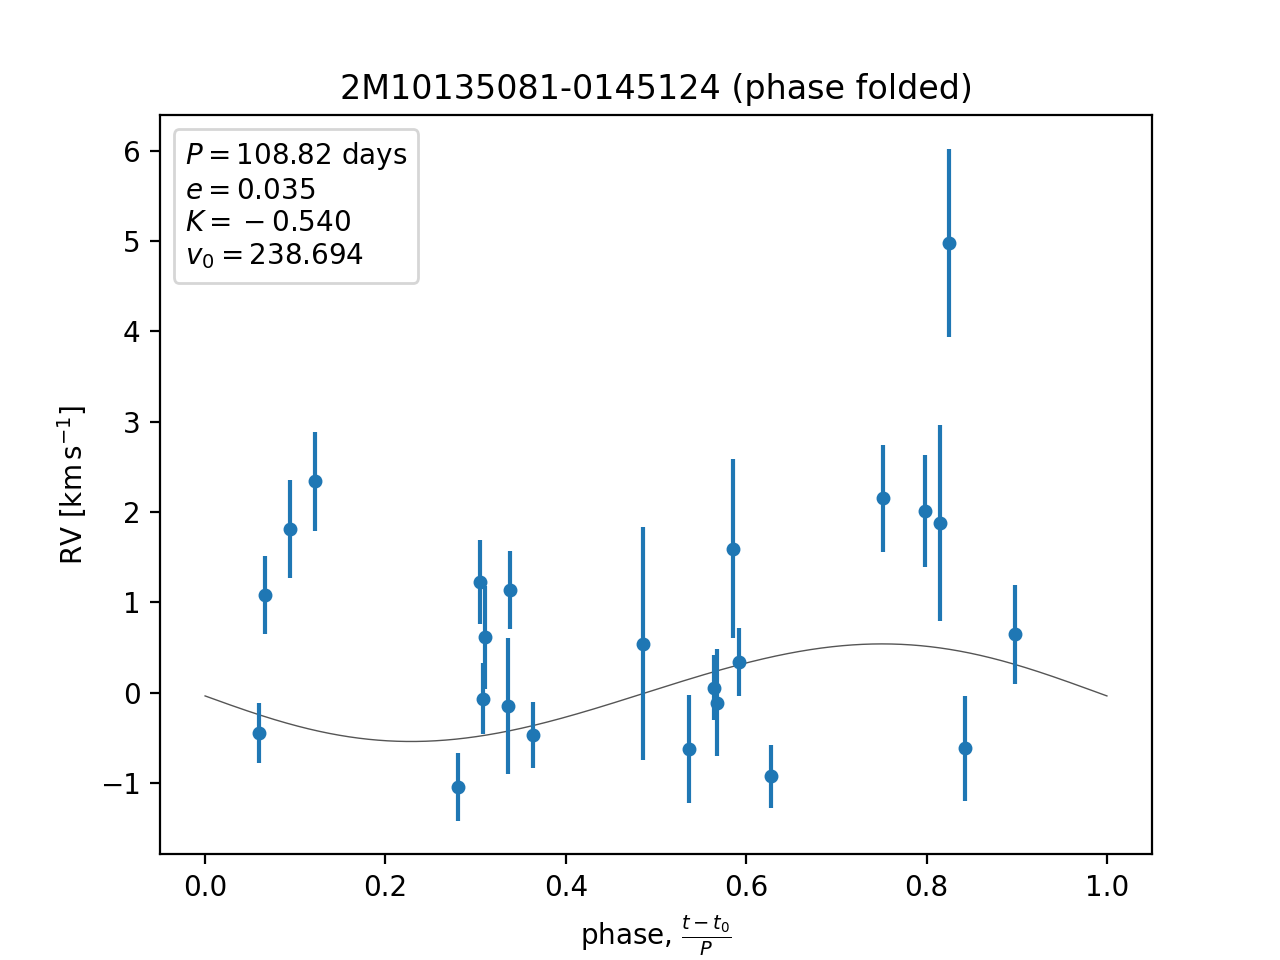 2M10135081-0145124 (phase folded)
P = 108.82 days
e = 0.035
K = −0.540
v₀ = 238.694
6
5
4
3
2
1
0
−1
RV [km s⁻¹]
0.0 0.2 0.4 0.6 0.8 1.0
phase, (t − t₀)/P